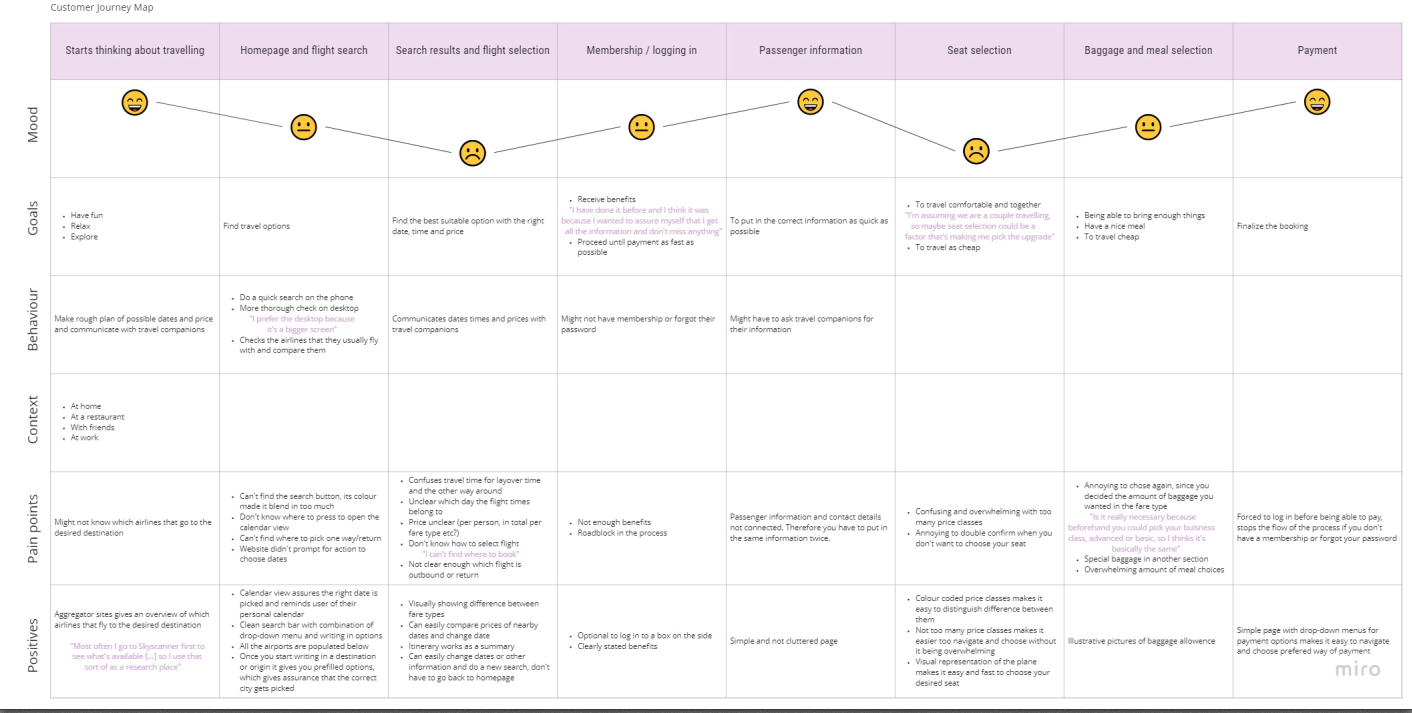 Customer Journey Map
Starts thinking about travelling
Homepage and flight search
Search results and flight selection
Membership / logging in
Passenger information
Seat selection
Baggage and meal selection
Payment
Mood
Goals
• Have fun
• Relax
• Explore
Find travel options
Find the best suitable option with the right
date, time and price
• Receive benefits
"I have done it before and I think it was
because I wanted to assure myself that I get
all the information and don't miss anything"
• Proceed until payment as fast as
possible
To put in the correct information as quick as
possible
• To travel comfortable and together
"I'm assuming we are a couple travelling,
so maybe seat selection could be a
factor that's making me pick the upgrade"
• To travel as cheap
• Being able to bring enough things
• Have a nice meal
• To travel cheap
Finalize the booking
Behaviour
Make rough plan of possible dates and price
and communicate with travel companions
• Do a quick search on the phone
• More thorough check on desktop
"I prefer the desktop because
it's a bigger screen"
• Checks the airlines that they usually fly
with and compare them
Communicates dates times and prices with
travel companions
Might not have membership or forgot their
password
Might have to ask travel companions for
their information
Context
• At home
• At a restaurant
• With friends
• At work
Pain points
Might not know which airlines that go to the
desired destination
• Can't find the search button, its colour
made it blend in too much
• Don't know where to press to open the
calendar view
• Can't find where to pick one way/return
• Website didn't prompt for action to
choose dates
• Confuses travel time for layover time
and the other way around
• Unclear which day the flight times
belong to
• Price unclear (per person, in total per
fare type etc?)
• Don't know how to select flight
"I can't find where to book"
• Not clear enough which flight is
outbound or return
• Not enough benefits
• Roadblock in the process
Passenger information and contact details
not connected. Therefore you have to put in
the same information twice.
• Confusing and overwhelming with too
many price classes
• Annoying to double confirm when you
don't want to choose your seat
• Annoying to chose again, since you
decided the amount of baggage you
wanted in the fare type
"Is it really necessary because
beforehand you could pick your buisness
class, advanced or basic, so I thinks it's
basically the same"
• Special baggage in another section
• Overwhelming amount of meal choices
Forced to log in before being able to pay,
stops the flow of the process if you don't
have a membership or forgot your password
Positives
Aggregator sites gives an overview of which
airlines that fly to the desired destination
"Most often I go to Skyscanner first to
see what's available [...] so I use that
sort of as a research place"
• Calendar view assures the right date is
picked and reminds user of their
personal calendar
• Clean search bar with combination of
drop-down menu and writing in options
• All the airports are populated below
• Once you start writing in a destination
or origin it gives you prefilled options,
which gives assurance that the correct
city gets picked
• Visually showing difference between
fare types
• Can easily compare prices of nearby
dates and change date
• Itinerary works as a summary
• Can easily change dates or other
information and do a new search, don't
have to go back to homepage
• Optional to log in to a box on the side
• Clearly stated benefits
Simple and not cluttered page
• Colour coded price classes makes it
easy to distinguish difference between
them
• Not too many price classes makes it
easier too navigate and choose without
it being overwhelming
• Visual representation of the plane
makes it easy and fast to choose your
desired seat
Illustrative pictures of baggage allowence
Simple page with drop-down menus for
payment options makes it easy to navigate
and choose prefered way of payment
miro